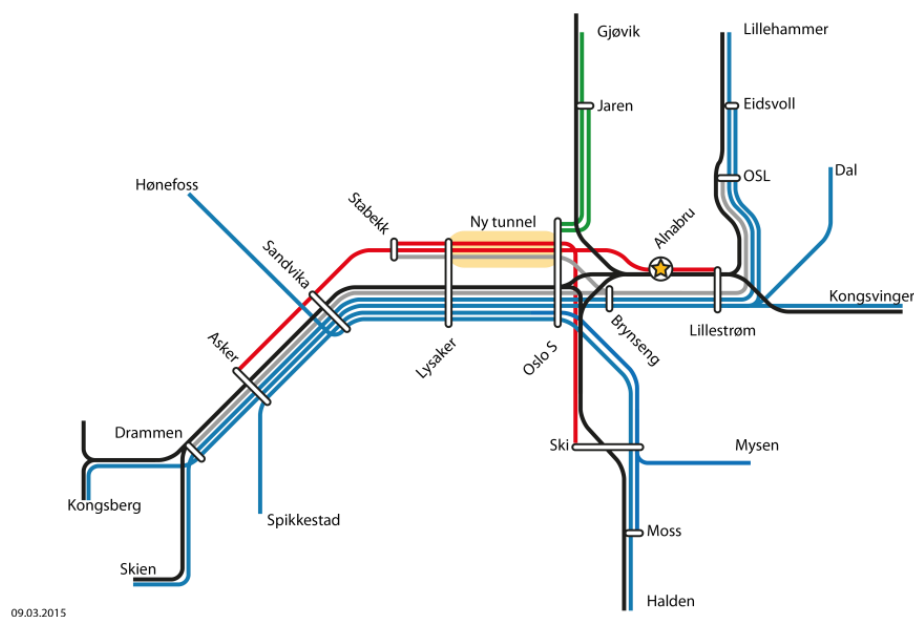 Gjøvik
Lillehammer
Jaren
Eidsvoll
Hønefoss
OSL
Dal
Stabekk
Ny tunnel
Alnabru
Sandvika
Kongsvinger
Asker
Lysaker
Oslo S
Brynseng
Lillestrøm
Drammen
Ski
Mysen
Kongsberg
Spikkestad
Moss
Skien
Halden
09.03.2015